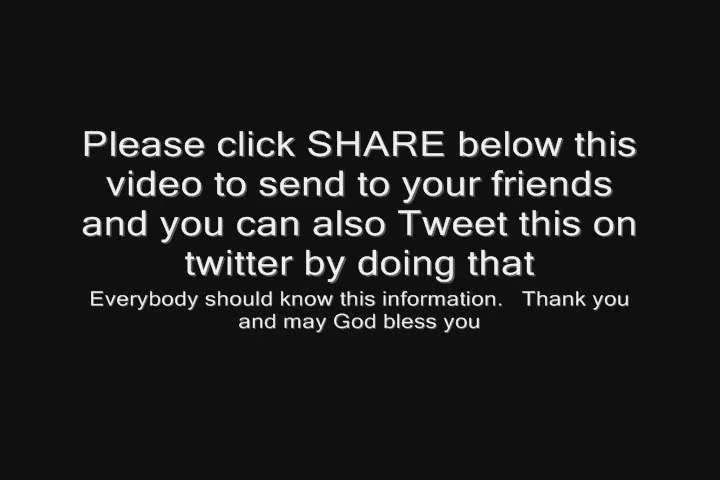 Please click SHARE below this
video to send to your friends
and you can also Tweet this on
twitter by doing that
Everybody should know this information.   Thank you
and may God bless you